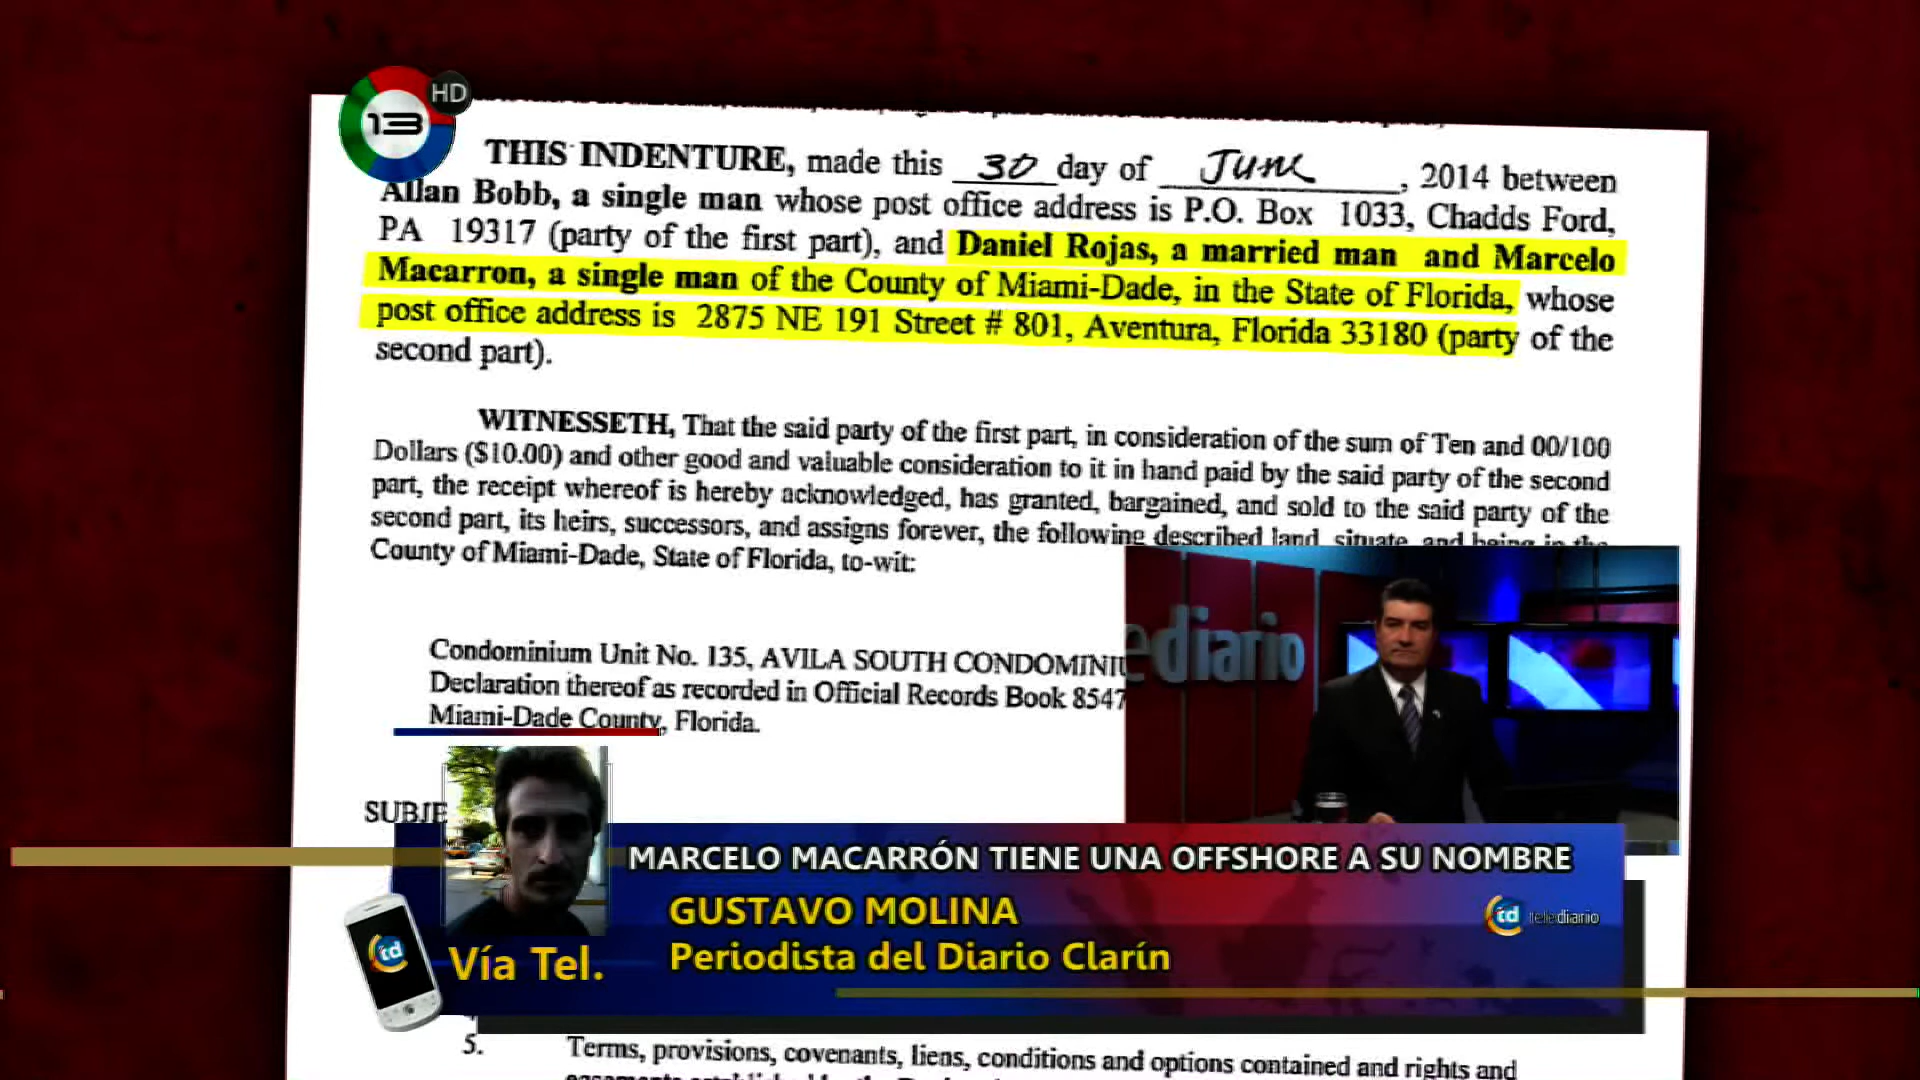 13 HD
THIS INDENTURE, made this 30 day of June, 2014 between
Allan Bobb, a single man whose post office address is P.O. Box 1033, Chadds Ford,
PA 19317 (party of the first part), and Daniel Rojas, a married man and Marcelo
Macarron, a single man of the County of Miami-Dade, in the State of Florida, whose
post office address is 2875 NE 191 Street # 801, Aventura, Florida 33180 (party of the
second part).
WITNESSETH, That the said party of the first part, in consideration of the sum of Ten and 00/100
Dollars ($10.00) and other good and valuable consideration to it in hand paid by the said party of the second
part, the receipt whereof is hereby acknowledged, has granted, bargained, and sold to the said party of the
second part, its heirs, successors, and assigns forever, the following described land, situate, and being in the
County of Miami-Dade, State of Florida, to-wit:
Condominium Unit No. 135, AVILA SOUTH CONDOMINIU
Declaration thereof as recorded in Official Records Book 8547
Miami-Dade County, Florida.
ediario
SUBJE
MARCELO MACARRÓN TIENE UNA OFFSHORE A SU NOMBRE
GUSTAVO MOLINA
Periodista del Diario Clarín
td telediario
td
Vía Tel.
5. Terms, provisions, covenants, liens, conditions and options contained and rights and